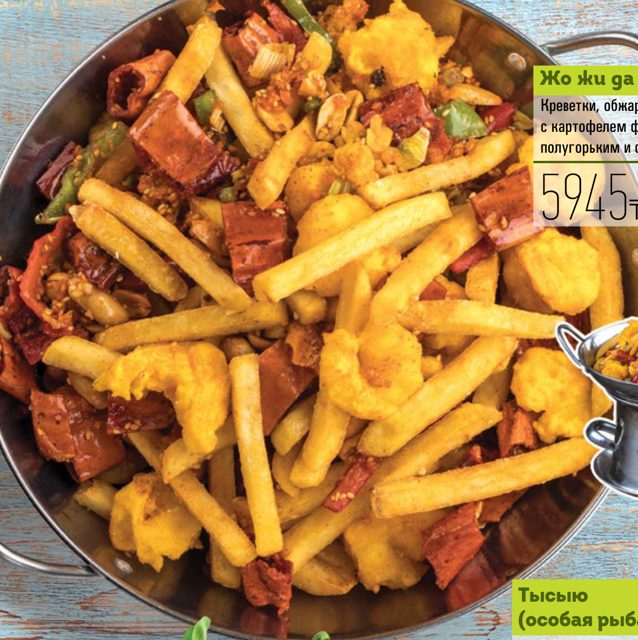 Жо жи да
Креветки, обжар
с картофелем ф
полугорьким и с
5945₸
Тысыю
(особая рыб